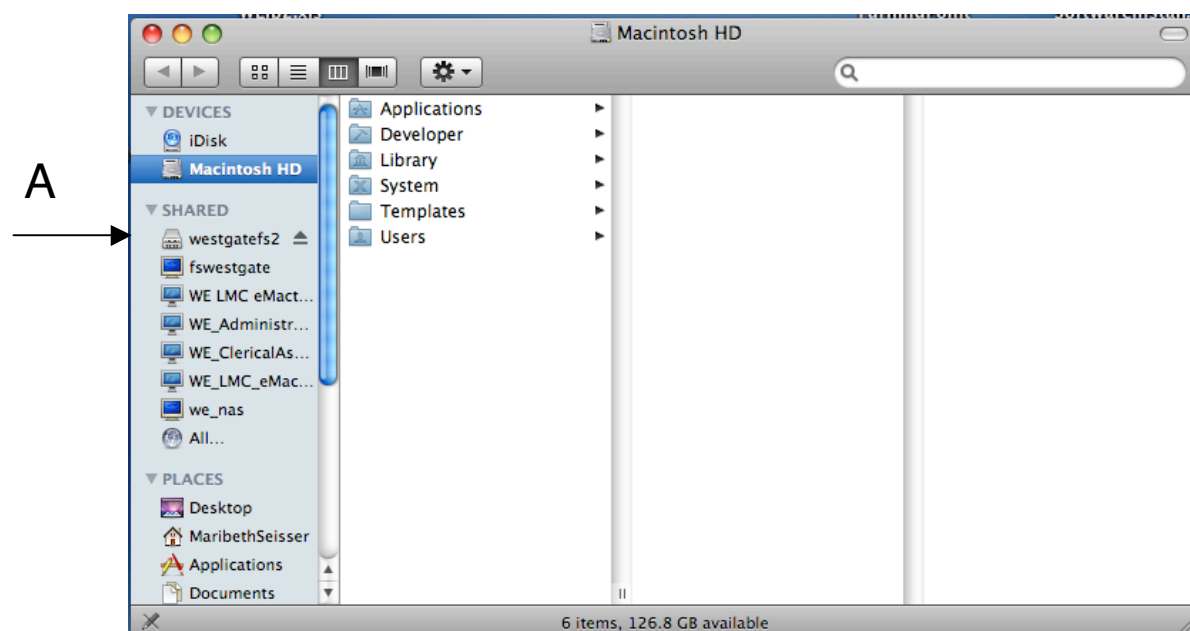 Macintosh HD
DEVICES
iDisk
Macintosh HD
SHARED
westgatefs2
fswestgate
WE LMC eMact...
WE_Administr...
WE_ClericalAs...
WE_LMC_eMac...
we_nas
All...
PLACES
Desktop
MaribethSeisser
Applications
Documents
Applications
Developer
Library
System
Templates
Users
A
6 items, 126.8 GB available